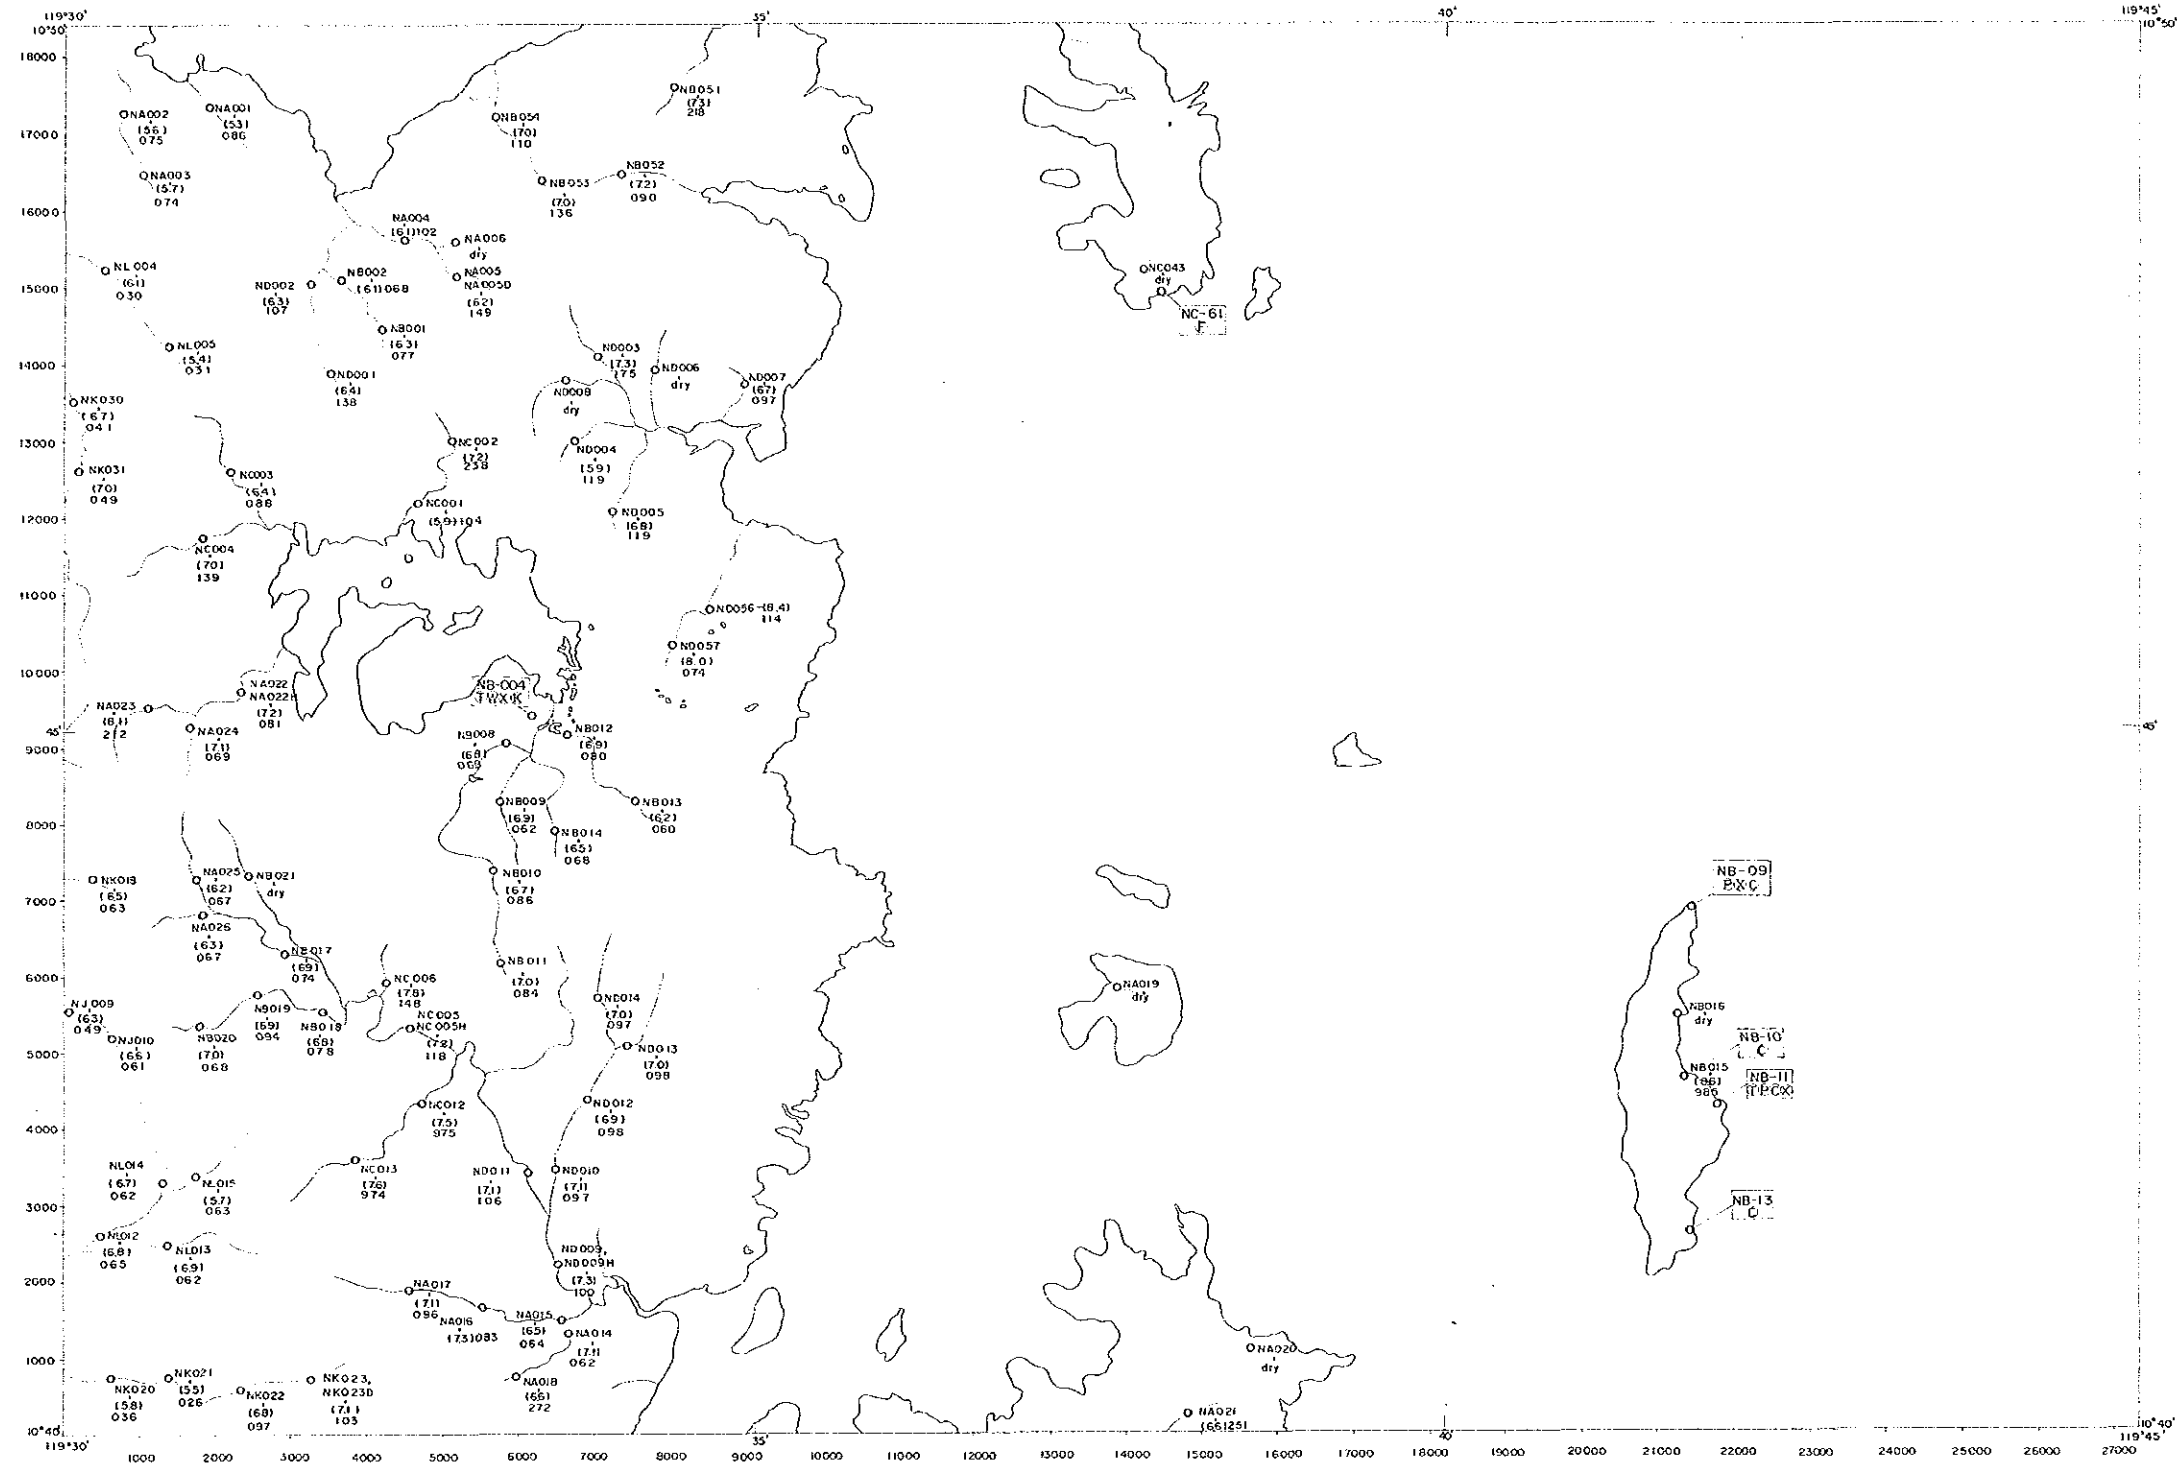 119°30'
35'
40'
119°45'
10°50'
10°50'
18000
17000
16000
15000
14000
13000
12000
11000
10000
45'
9000
8000
7000
6000
5000
4000
3000
2000
1000
10°40'
119°30'
NA002
(5.6)
075
NA001
(5.3)
086
NA003
(5.7)
074
NB054
(7.0)
110
NB051
(7.3)
218
NB053
(7.0)
136
NB052
(7.2)
090
NA004
(6.1)102
NA006
dry
NA005
NA005D
(6.2)
149
NL004
(6.1)
030
ND002
(6.3)
107
NB002
(6.1)068
NB001
(6.3)
077
NL005
(5.4)
031
ND001
(6.4)
138
NC043
dry
NC-61
F
ND003
(7.3)
175
ND006
dry
ND007
(6.7)
097
ND008
dry
NK030
(6.7)
041
NK031
(7.0)
049
NC003
(6.4)
088
NC002
(7.2)
238
NC001
(5.9)104
ND004
(5.9)
119
ND005
(6.8)
119
NC004
(7.0)
139
ND056-(8.4)
114
ND057
(8.0)
074
NA022
NA022H
(7.2)
081
NA023
(8.1)
212
NA024
(7.1)
069
NB-004
NB008
(6.8)
NB012
(6.9)
080
NB009
(6.9)
062
NB013
(6.2)
060
NB014
(6.5)
068
NB010
(6.7)
086
NB011
(7.0)
084
NK013
(6.5)
063
NA025
(6.2)
067
NB021
dry
NA026
(6.3)
067
NB017
(6.9)
074
NC006
(7.8)
148
NC005
NC005H
(7.2)
118
NJ009
(6.3)
049
NJ010
(6.6)
061
NB020
(7.0)
068
NB019
(6.9)
094
NB018
(6.8)
078
ND014
(7.0)
097
ND013
(7.0)
098
ND012
(6.9)
098
NA019
dry
NB-09
NB016
dry
NB-10
C
NB015
(8.6)
986
NB-11
NB-13
NC012
(7.5)
975
NC013
(7.6)
974
ND011
(7.1)
106
ND010
(7.1)
097
NL014
(6.7)
062
NL015
(5.7)
063
NL012
(6.8)
065
NL013
(6.9)
062
ND009,
ND009H
(7.3)
100
NA017
(7.1)
096
NA016
(7.3)083
NA015
(6.5)
064
NA014
(7.1)
062
NA018
(6.6)
272
NA020
dry
NA021
NK020
(5.8)
036
NK021
(5.5)
026
NK022
(6.8)
097
NK023,
NK023D
(7.1)
103
45'
10°40'
119°45'
35'
40'
1000
2000
3000
4000
5000
6000
7000
8000
9000
10000
11000
12000
13000
14000
15000
16000
17000
18000
19000
20000
21000
22000
23000
24000
25000
26000
27000